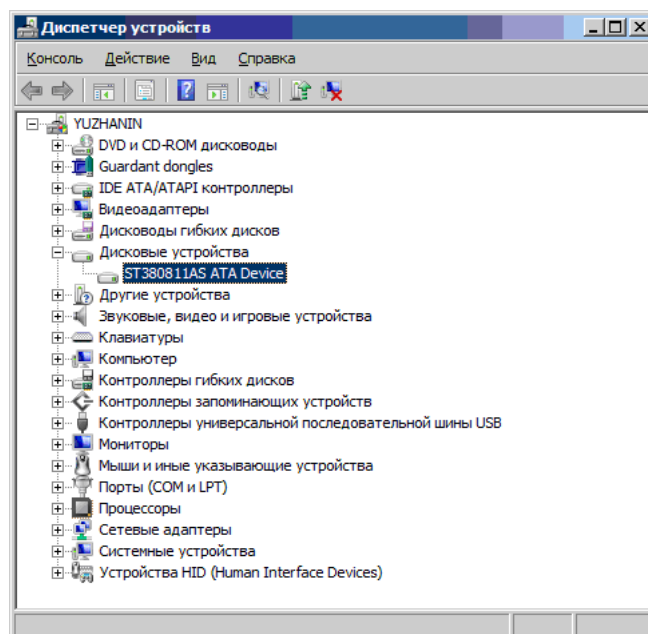 Диспетчер устройств
Консоль Действие Вид Справка
YUZHANIN
DVD и CD-ROM дисководы
Guardant dongles
IDE ATA/ATAPI контроллеры
Видеоадаптеры
Дисководы гибких дисков
Дисковые устройства
ST380811AS ATA Device
Другие устройства
Звуковые, видео и игровые устройства
Клавиатуры
Компьютер
Контроллеры гибких дисков
Контроллеры запоминающих устройств
Контроллеры универсальной последовательной шины USB
Мониторы
Мыши и иные указывающие устройства
Порты (COM и LPT)
Процессоры
Сетевые адаптеры
Системные устройства
Устройства HID (Human Interface Devices)